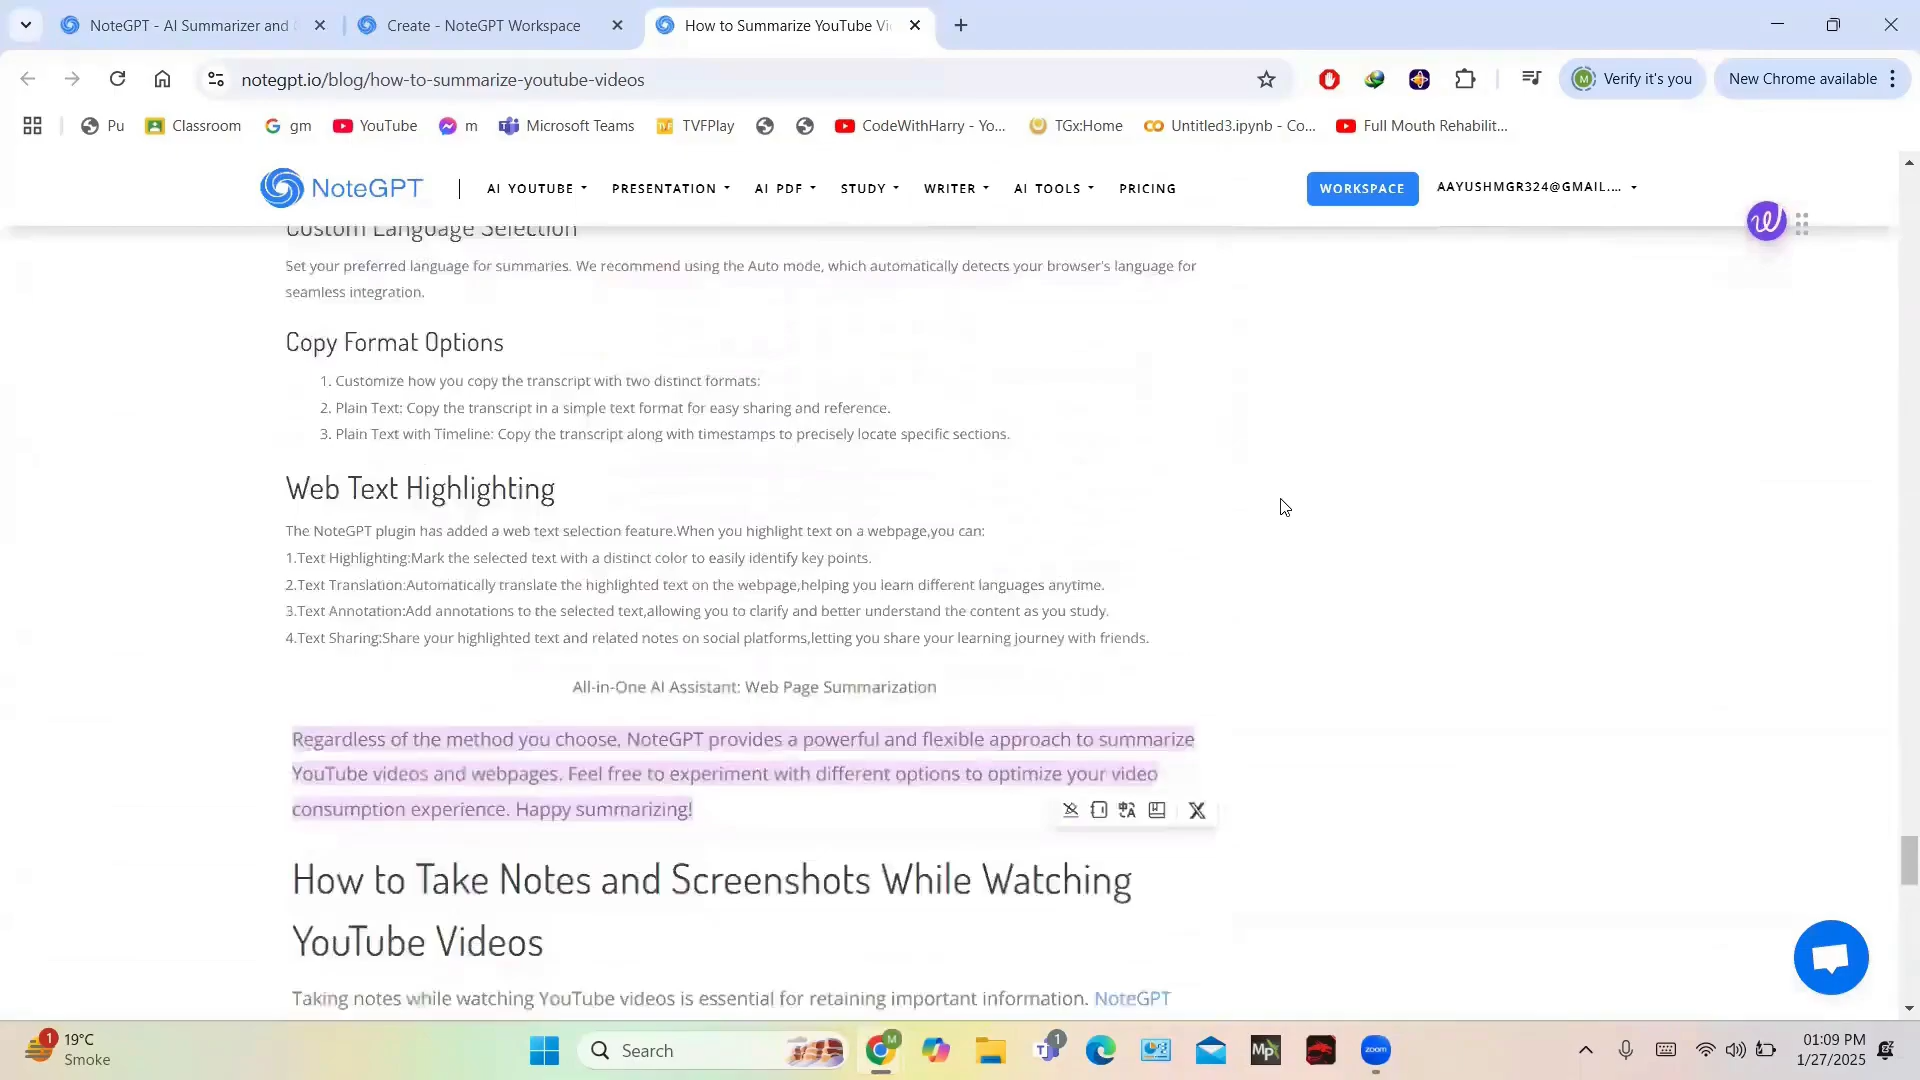 NoteGPT - AI Summarizer and
Create - NoteGPT Workspace
How to Summarize YouTube Vi
notegpt.io/blog/how-to-summarize-youtube-videos
M
Verify it's you
New Chrome available
Pu
Classroom
gm
YouTube
m
Microsoft Teams
TVFPlay
CodeWithHarry - Yo...
TGx:Home
Untitled3.ipynb - Co...
Full Mouth Rehabilit...
NoteGPT
AI YOUTUBE
PRESENTATION
AI PDF
STUDY
WRITER
AI TOOLS
PRICING
WORKSPACE
AAYUSHMGR324@GMAIL....
Custom Language Selection
Set your preferred language for summaries. We recommend using the Auto mode, which automatically detects your browser's language for
seamless integration.
Copy Format Options
1. Customize how you copy the transcript with two distinct formats:
2. Plain Text: Copy the transcript in a simple text format for easy sharing and reference.
3. Plain Text with Timeline: Copy the transcript along with timestamps to precisely locate specific sections.
Web Text Highlighting
The NoteGPT plugin has added a web text selection feature.When you highlight text on a webpage,you can:
1.Text Highlighting:Mark the selected text with a distinct color to easily identify key points.
2.Text Translation:Automatically translate the highlighted text on the webpage,helping you learn different languages anytime.
3.Text Annotation:Add annotations to the selected text,allowing you to clarify and better understand the content as you study.
4.Text Sharing:Share your highlighted text and related notes on social platforms,letting you share your learning journey with friends.
All-in-One AI Assistant: Web Page Summarization
Regardless of the method you choose, NoteGPT provides a powerful and flexible approach to summarize
YouTube videos and webpages. Feel free to experiment with different options to optimize your video
consumption experience. Happy summarizing!
How to Take Notes and Screenshots While Watching
YouTube Videos
Taking notes while watching YouTube videos is essential for retaining important information. NoteGPT
1
19°C
Smoke
Search
M
1
Mp
zoom
01:09 PM
1/27/2025